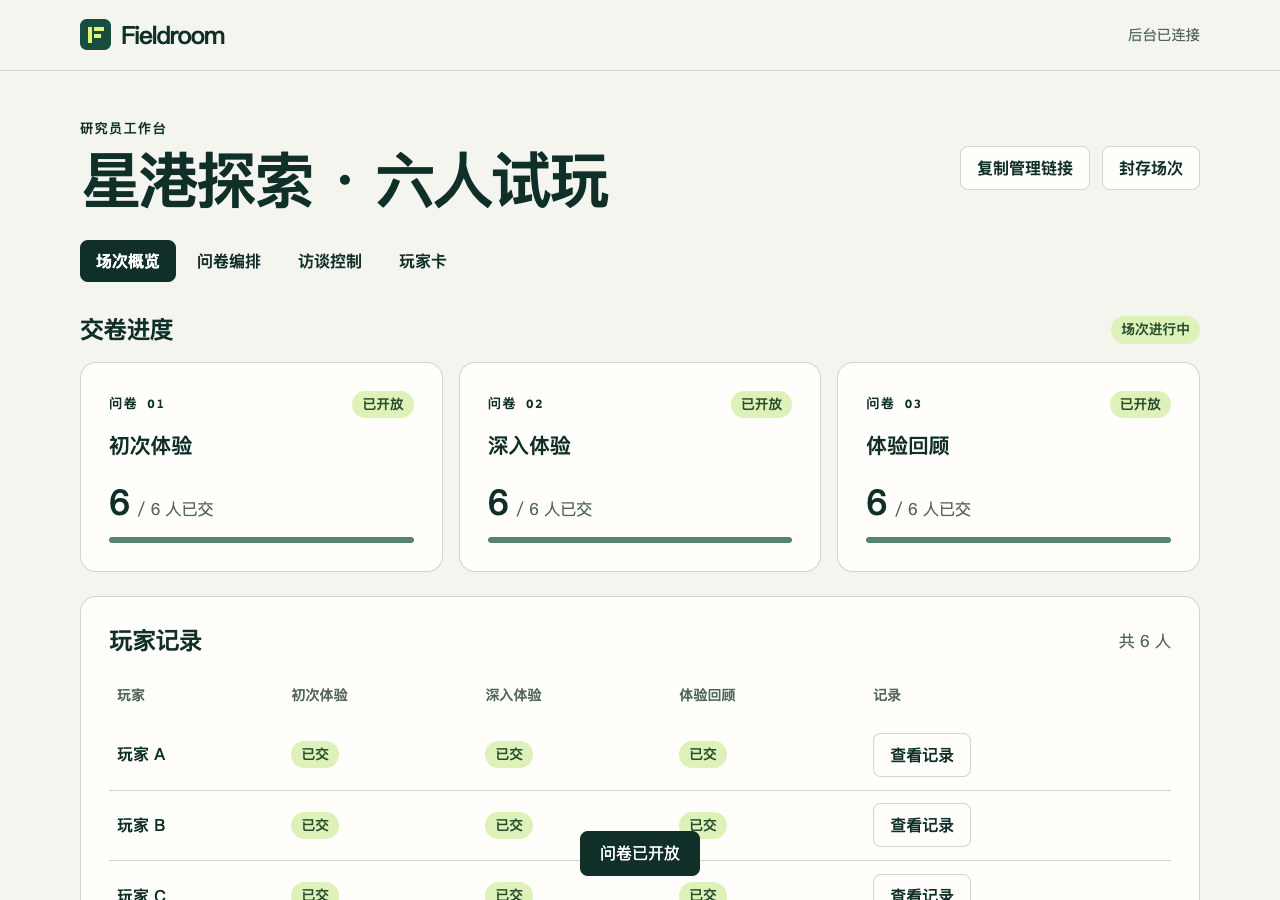 Fieldroom
后台已连接
研究员工作台
星港探索 · 六人试玩
复制管理链接
封存场次
场次概览
问卷编排
访谈控制
玩家卡
交卷进度
场次进行中
问卷 01
已开放
初次体验
6 / 6 人已交
问卷 02
已开放
深入体验
6 / 6 人已交
问卷 03
已开放
体验回顾
6 / 6 人已交
玩家记录
共 6 人
玩家 初次体验 深入体验 体验回顾 记录
玩家 A 已交 已交 已交 查看记录
玩家 B 已交 已交 已交 查看记录
问卷已开放
玩家 C 已交 已交 已交 查看记录